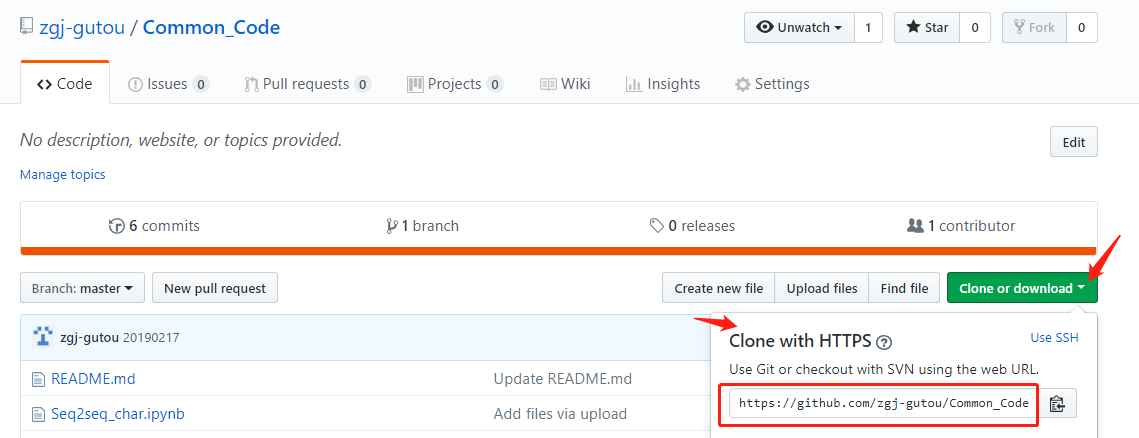 zgj-gutou / Common_Code
Unwatch 1 Star 0 Fork 0
Code Issues 0 Pull requests 0 Projects 0 Wiki Insights Settings
No description, website, or topics provided.
Edit
Manage topics
6 commits 1 branch 0 releases 1 contributor
Branch: master New pull request Create new file Upload files Find file Clone or download
zgj-gutou 20190217
Clone with HTTPS ? Use SSH
Use Git or checkout with SVN using the web URL.
README.md Update README.md
https://github.com/zgj-gutou/Common_Code
Seq2seq_char.ipynb Add files via upload